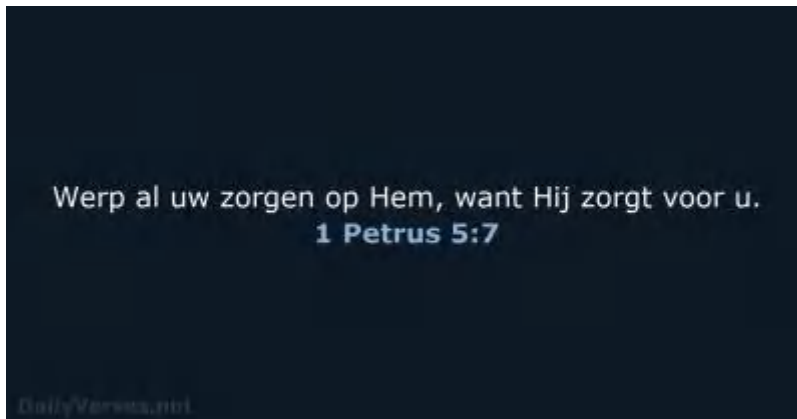 Werp al uw zorgen op Hem, want Hij zorgt voor u.
1 Petrus 5:7
DailyVerses.net